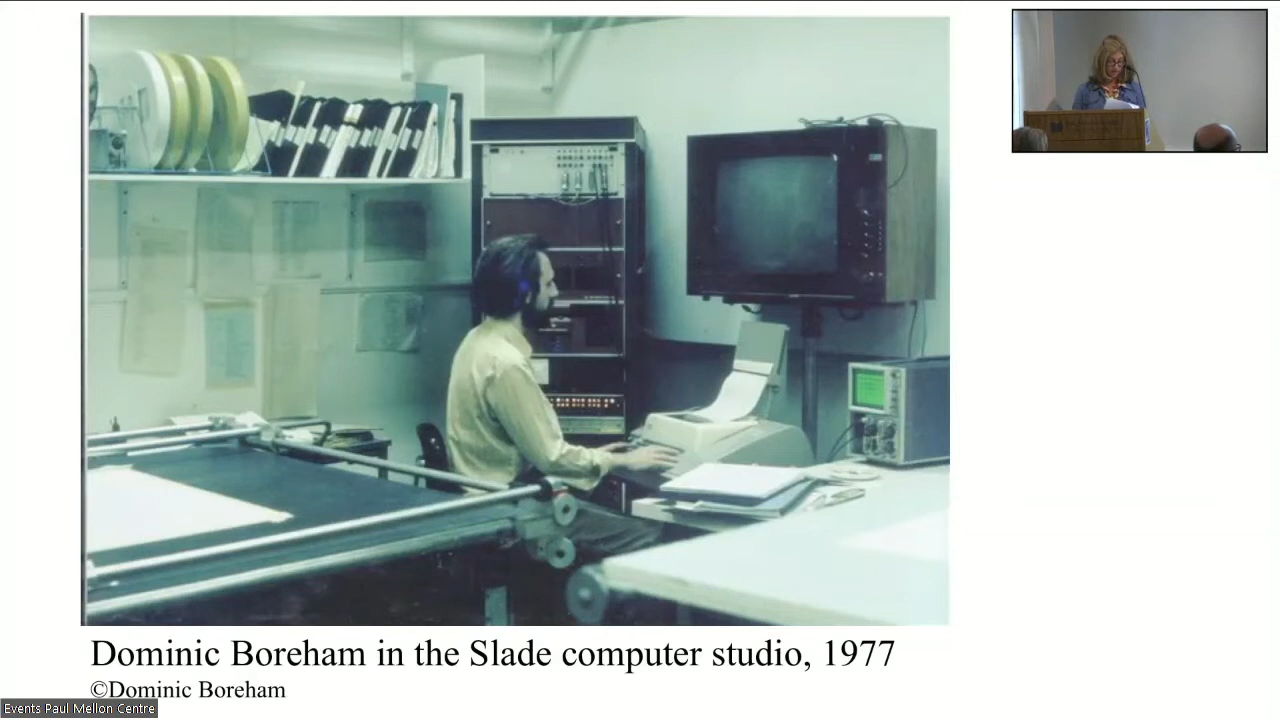 Dominic Boreham in the Slade computer studio, 1977
©Dominic Boreham
Events Paul Mellon Centre